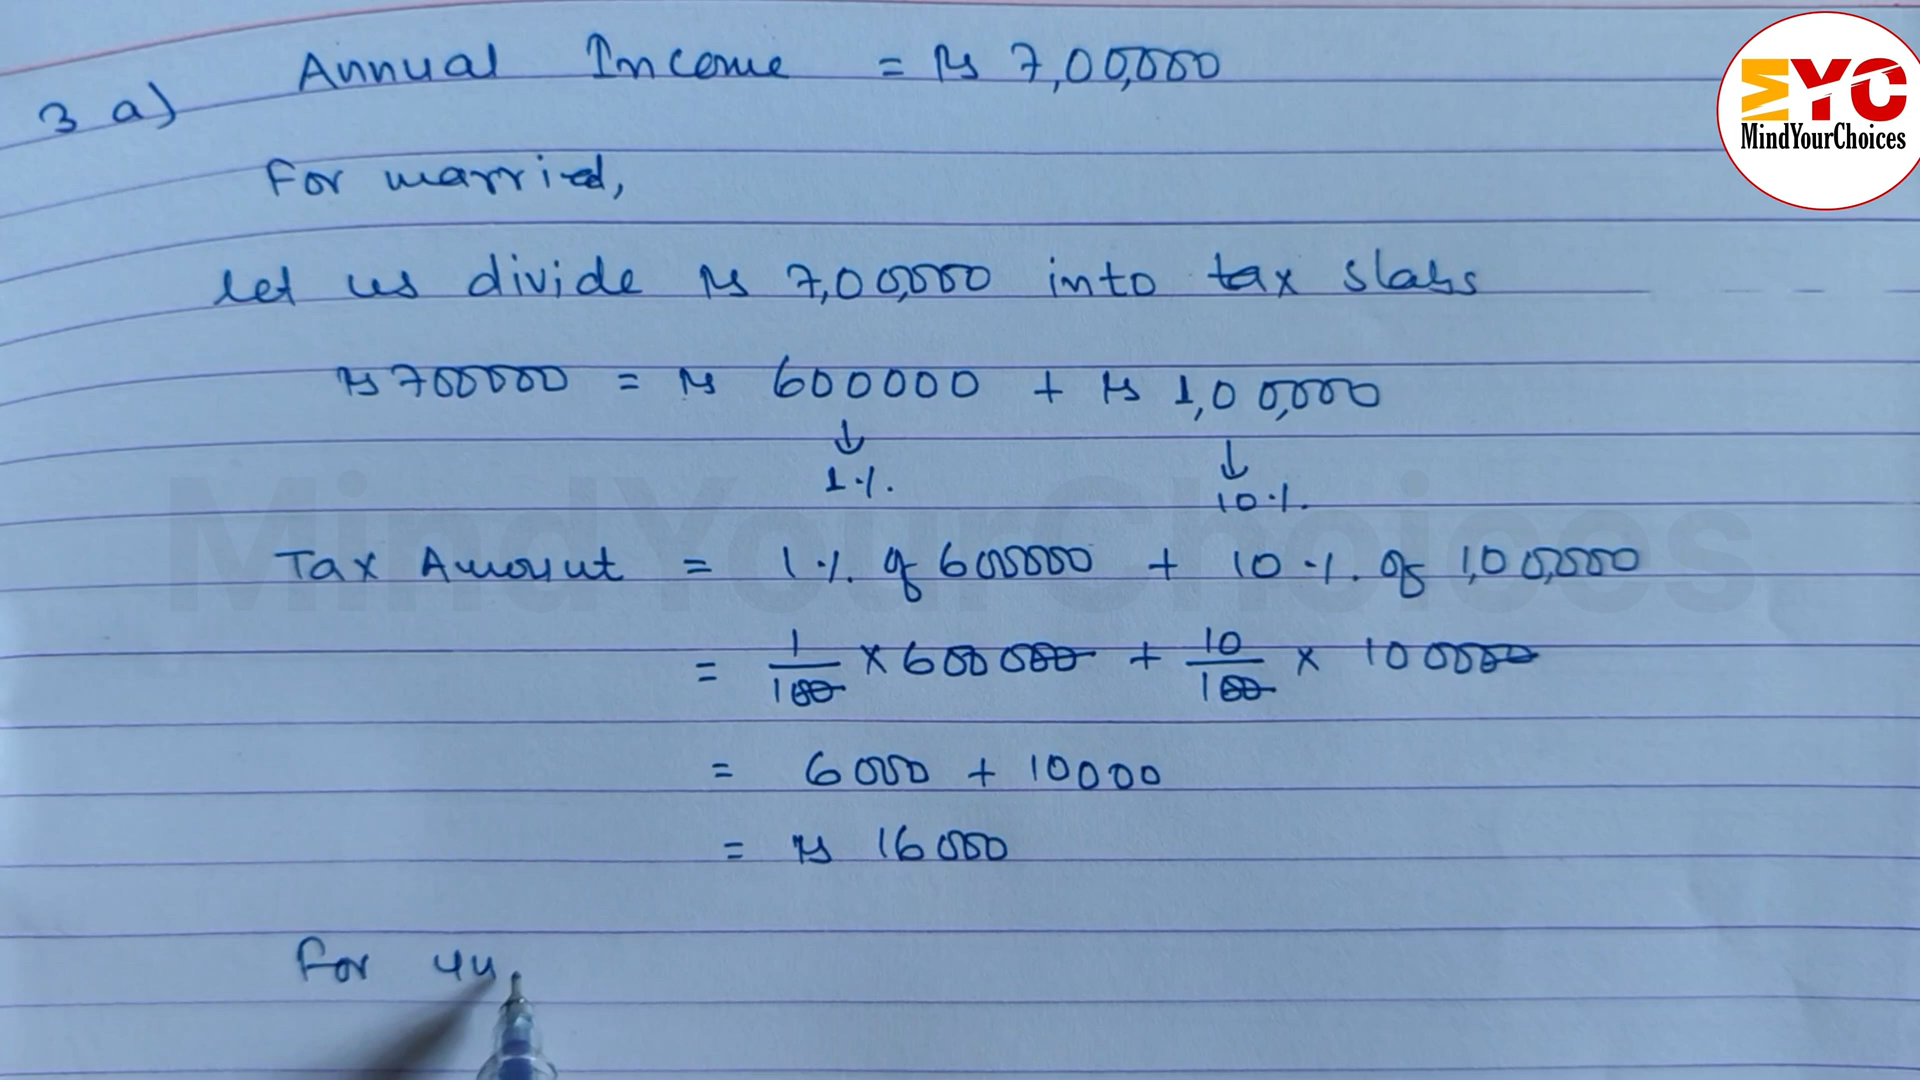 MYC
MindYourChoices
Annual Income = Rs 7,00,000
3 a)
For married,
Let us divide Rs 7,00,000 into tax slabs
Rs 700000 = Rs 600000 + Rs 1,00,000
↓ ↓
1% 10%
MindYourChoices
Tax Amount = 1% of 600000 + 10% of 1,00,000
= 1/100 × 600000 + 10/100 × 100000
= 6000 + 10000
= Rs 16000
For